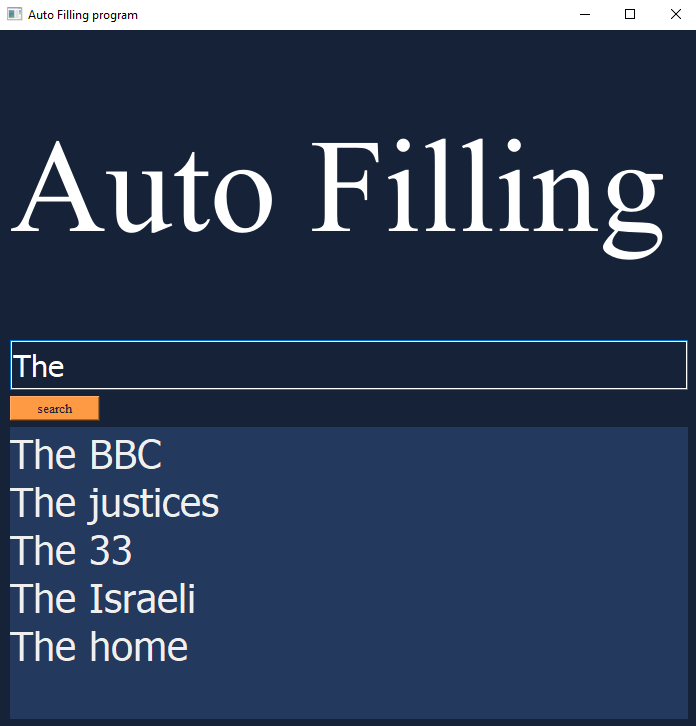 Auto Filling program
Auto Filling
The
search
The BBC
The justices
The 33
The Israeli
The home